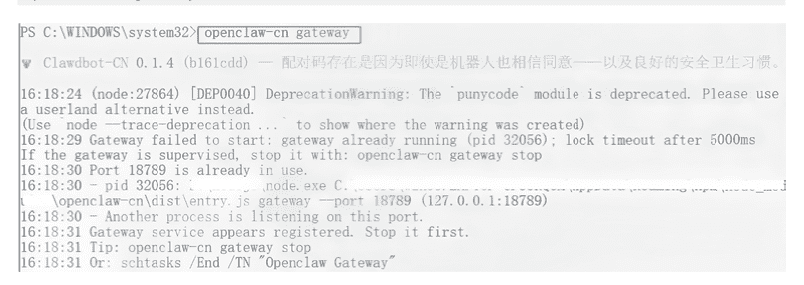 PS C:\WINDOWS\system32> openclaw-cn gateway
Clawdbot-CN 0.1.4 (b161cdd) — 配对码存在是因为即使是机器人也相信同意——以及良好的安全卫生习惯。
16:18:24 (node:27864) [DEP0040] DeprecationWarning: The `punycode` module is deprecated. Please use
a userland alternative instead.
(Use `node --trace-deprecation ...` to show where the warning was created)
16:18:29 Gateway failed to start: gateway already running (pid 32056); lock timeout after 5000ms
If the gateway is supervised, stop it with: openclaw-cn gateway stop
16:18:30 Port 18789 is already in use.
16:18:30 - pid 32056: \node.exe C:
\openclaw-cn\dist\entry.js gateway --port 18789 (127.0.0.1:18789)
16:18:30 - Another process is listening on this port.
16:18:31 Gateway service appears registered. Stop it first.
16:18:31 Tip: openclaw-cn gateway stop
16:18:31 Or: schtasks /End /TN "Openclaw Gateway"